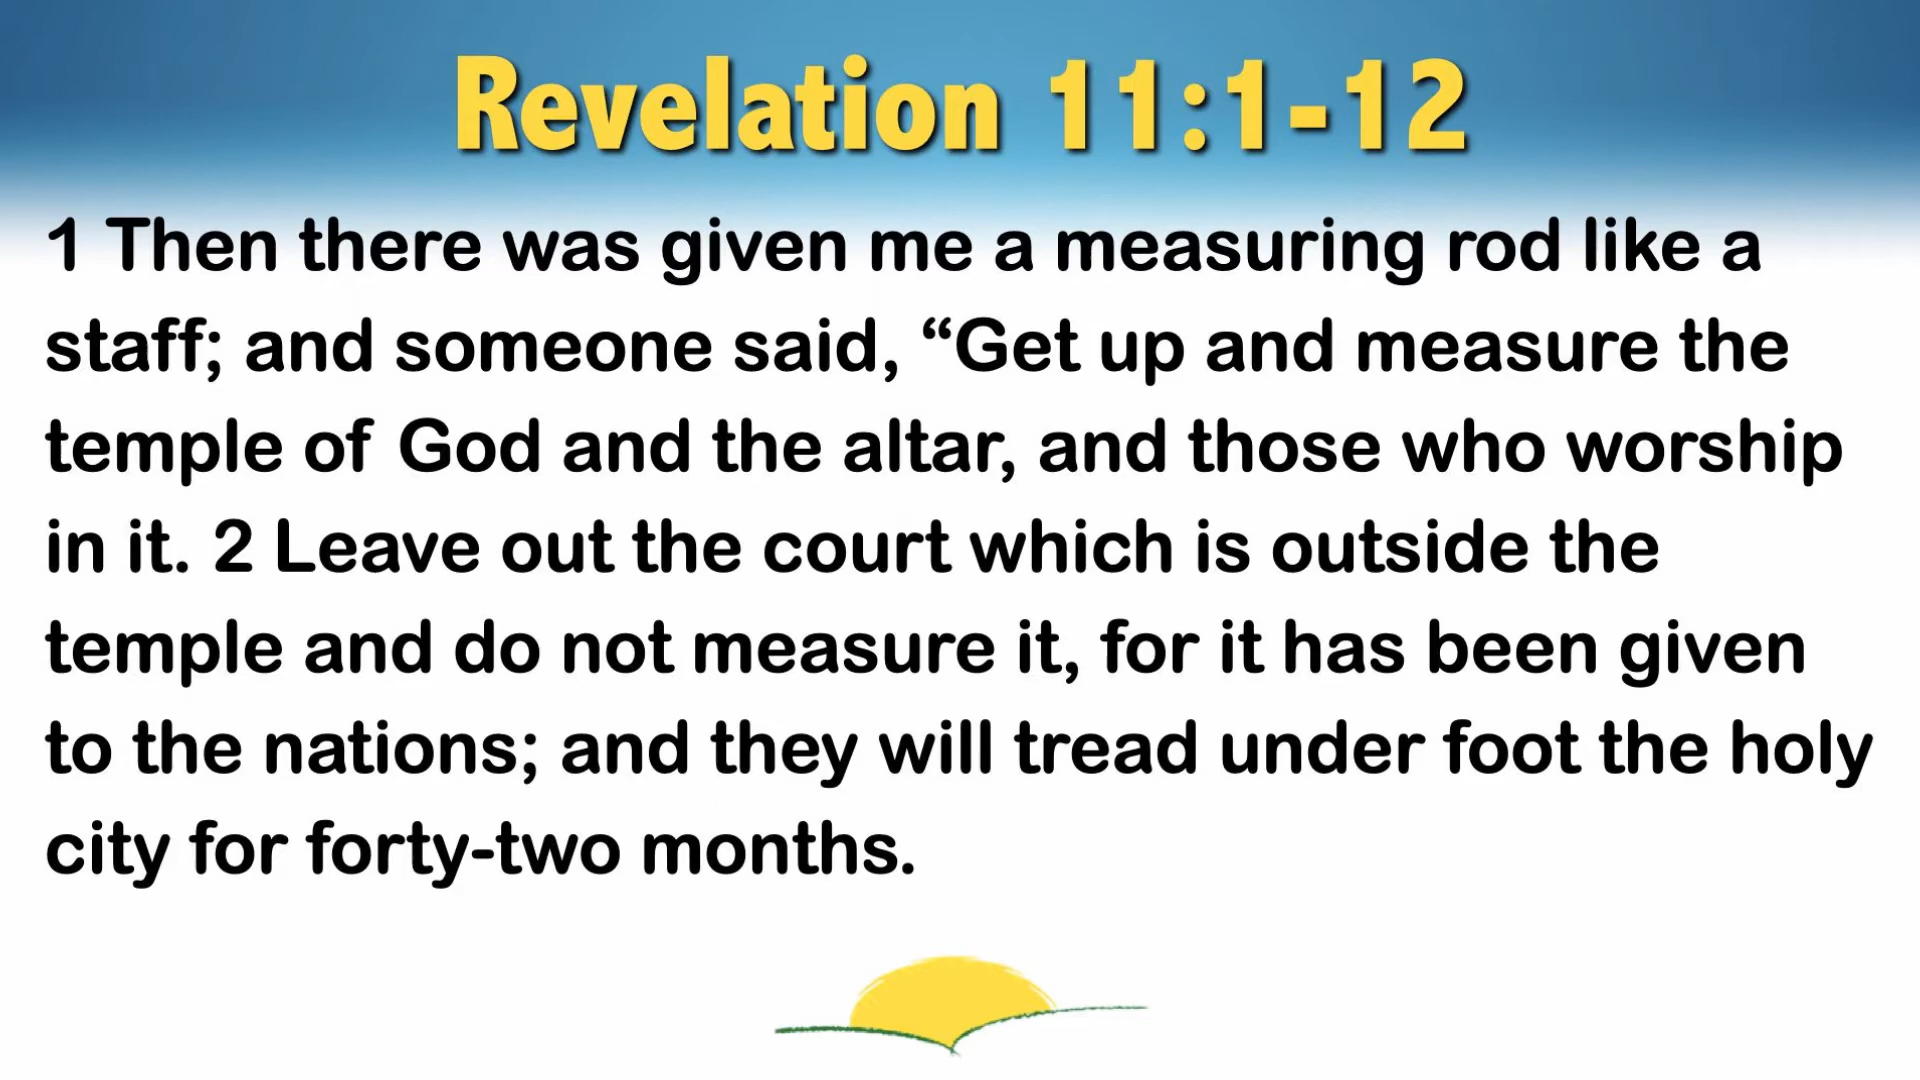 Revelation 11:1-12
1 Then there was given me a measuring rod like a
staff; and someone said, “Get up and measure the
temple of God and the altar, and those who worship
in it. 2 Leave out the court which is outside the
temple and do not measure it, for it has been given
to the nations; and they will tread under foot the holy
city for forty-two months.